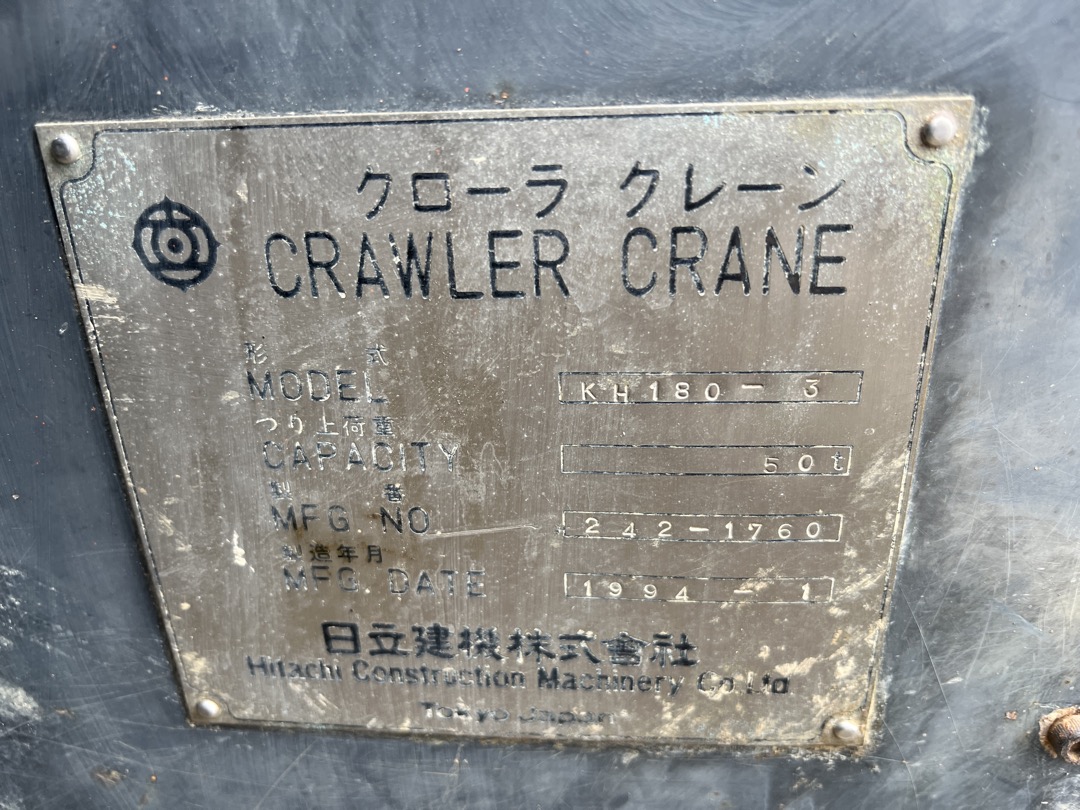 クローラ クレーン
CRAWLER CRANE
形式
MODEL KH180-3
つり上荷重
CAPACITY 50t
製番
MFG. NO. 242-1760
製造年月
MFG. DATE 1994-1
日立建機株式會社
Hitachi Construction Machinery Co. Ltd
Tokyo Japan